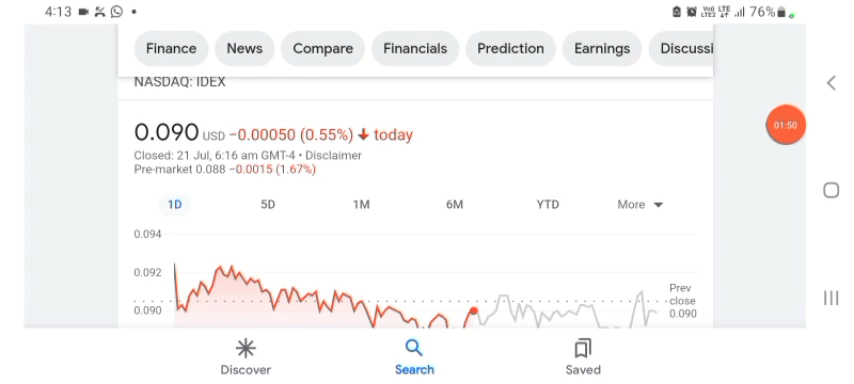 4:13
Voo) LTE
LTE2 76%
Finance News Compare Financials Prediction Earnings Discussi
NASDAQ: IDEX
01:50
0.090 USD −0.00050 (0.55%) today
Closed: 21 Jul, 6:16 am GMT-4 • Disclaimer
Pre-market 0.088 −0.0015 (1.67%)
1D 5D 1M 6M YTD More
0.094
0.092
0.090
Prev
close
0.090
Discover Search Saved